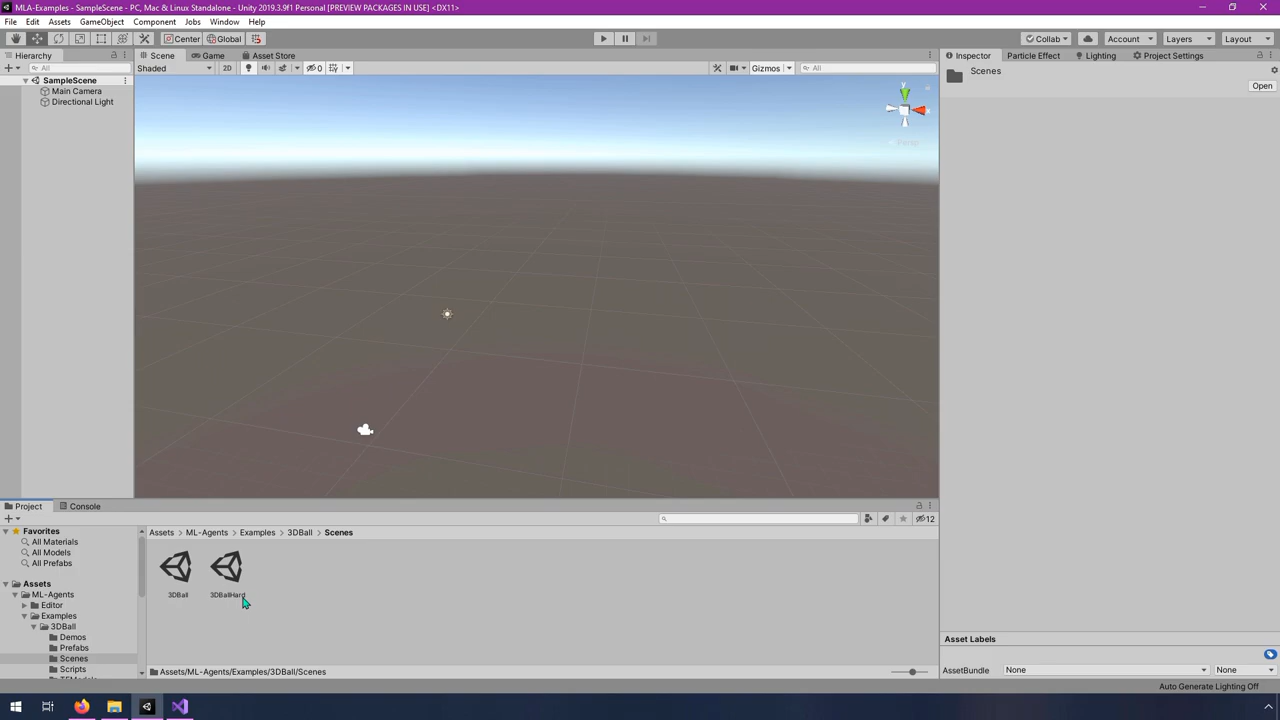 MLA-Examples - SampleScene - PC, Mac & Linux Standalone - Unity 2019.3.9f1 Personal [PREVIEW PACKAGES IN USE] <DX11>
File Edit Assets GameObject Component Jobs Window Help
Center Global Collab Account Layers Layout
Hierarchy Scene Game Asset Store Inspector Particle Effect Lighting Project Settings
All Shaded 2D 0 Gizmos All
SampleScene
Main Camera
Directional Light
Scenes
Open
y
x
Persp
Project Console
12
Favorites
All Materials
All Models
All Prefabs
Assets
ML-Agents
Editor
Examples
3DBall
Demos
Prefabs
Scenes
Scripts
TFModels
Assets > ML-Agents > Examples > 3DBall > Scenes
3DBall 3DBallHard
Assets/ML-Agents/Examples/3DBall/Scenes
Asset Labels
AssetBundle None None
Auto Generate Lighting Off